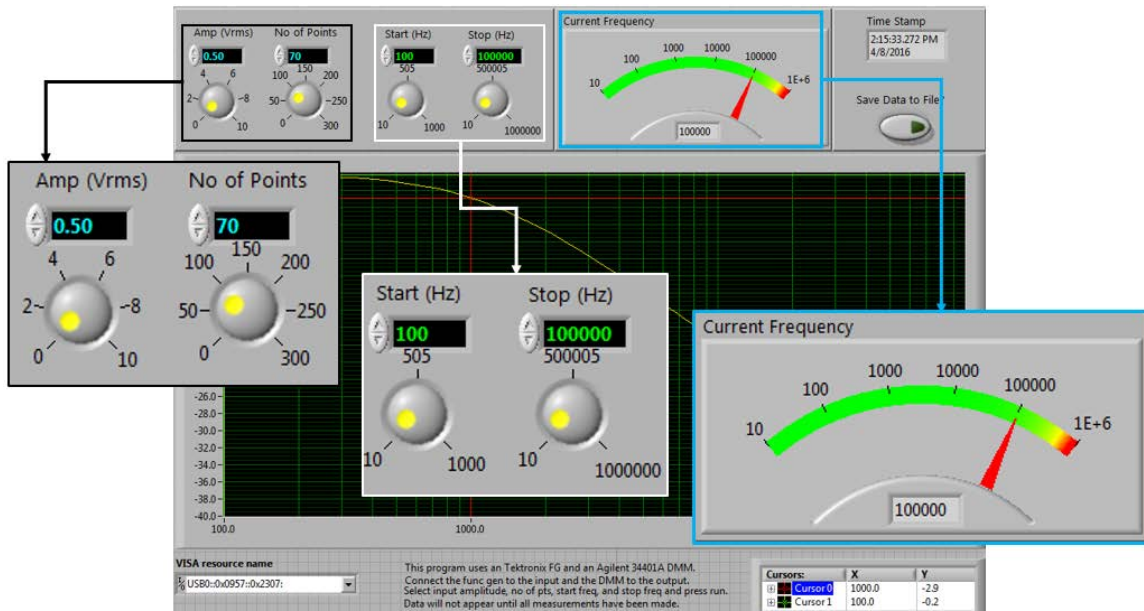 Amp (Vrms) No of Points
0.50 70
4 6 100 150 200
2 8 50 250
0 10 0 300
Start (Hz) Stop (Hz)
100 100000
505 500005
10 1000 10 1000000
Current Frequency
10 100 1000 10000 100000 1E+6
100000
Time Stamp
2:15:33.272 PM
4/8/2016
Save Data to File?
Amp (Vrms) No of Points
0.50 70
4 6 100 150 200
2 8 50 250
0 10 0 300
Start (Hz) Stop (Hz)
100 100000
505 500005
10 1000 10 1000000
Current Frequency
10 100 1000 10000 100000 1E+6
100000
-26.0
-28.0
-30.0
-32.0
-34.0
-36.0
-38.0
-40.0
100.0 1000.0
VISA resource name
USB0::0x0957::0x2307:
This program uses an Tektronix FG and an Agilent 34401A DMM.
Connect the func gen to the input and the DMM to the output.
Select input amplitude, no of pts, start freq, and stop freq and press run.
Data will not appear until all measurements have been made.
Cursors: X Y
Cursor 0 1000.0 -2.9
Cursor 1 100.0 -0.2